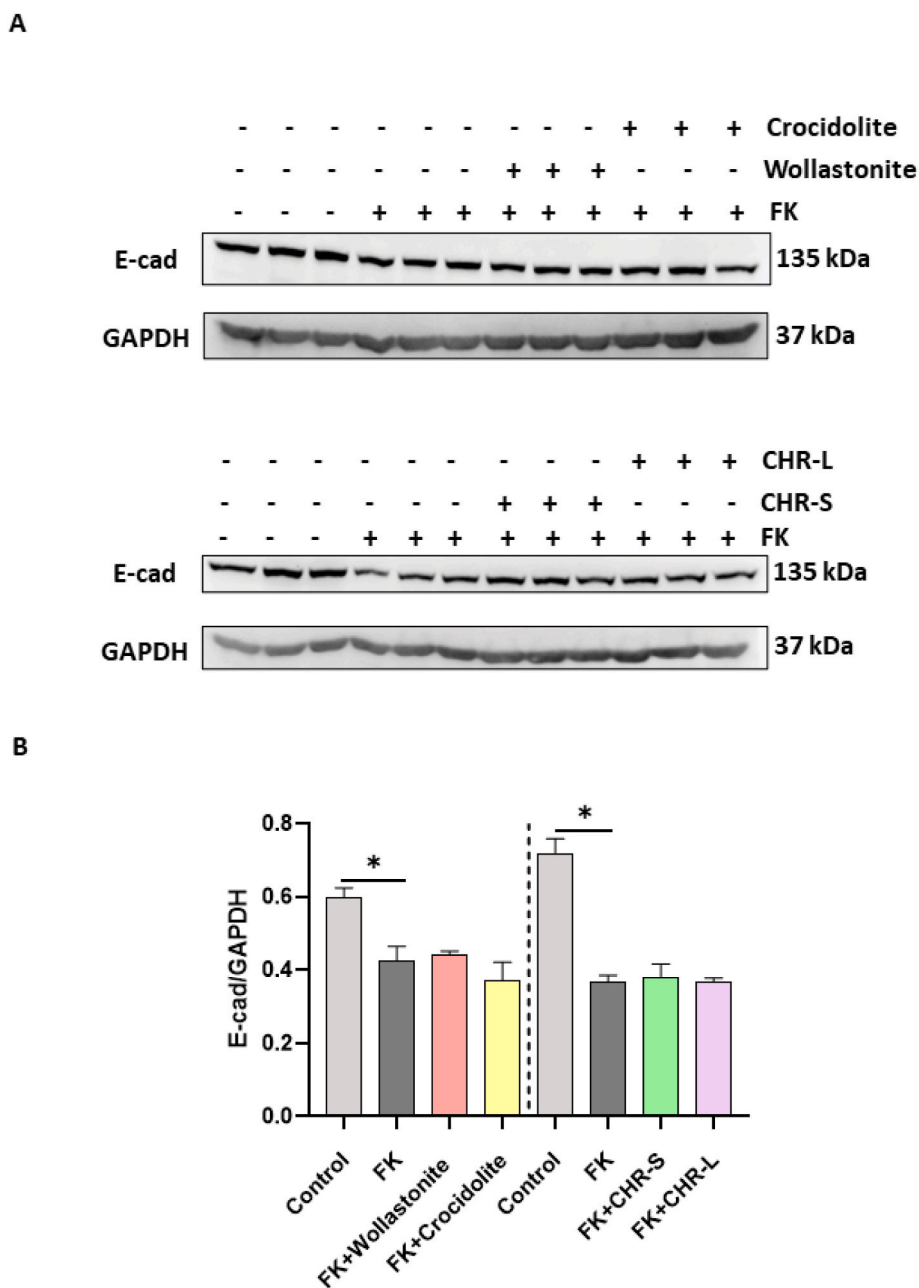 A
- - - - - - - - - + + + Crocidolite
- - - - - - + + + - - - Wollastonite
- - - + + + + + + + + + FK
E-cad 135 kDa
GAPDH 37 kDa
- - - - - - - - - + + + CHR-L
- - - - - - + + + - - - CHR-S
- - - + + + + + + + + + FK
E-cad 135 kDa
GAPDH 37 kDa
B
E-cad/GAPDH
0.8
0.6
0.4
0.2
0.0
* *
Control FK FK+Wollastonite FK+Crocidolite Control FK FK+CHR-S FK+CHR-L